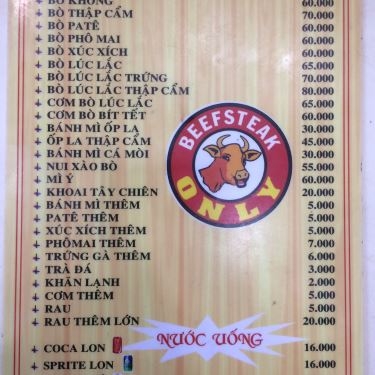 + BÒ KHÔNG 60.000
+ BÒ THẬP CẨM 70.000
+ BÒ PATÊ 60.000
+ BÒ PHÔ MAI 60.000
+ BÒ XÚC XÍCH 60.000
+ BÒ LÚC LẮC 65.000
+ BÒ LÚC LẮC TRỨNG 70.000
+ BÒ LÚC LẮC THẬP CẨM 80.000
+ CƠM BÒ LÚC LẮC 65.000
+ CƠM BÒ BÍT TẾT 60.000
+ BÁNH MÌ ỐP LA 30.000
+ ỐP LA THẬP CẨM 45.000
+ BÁNH MÌ CÁ MÒI 30.000
+ NUI XÀO BÒ 55.000
+ MÌ Ý 60.000
+ KHOAI TÂY CHIÊN 20.000
+ BÁNH MÌ THÊM 5.000
+ PATÊ THÊM 5.000
+ XÚC XÍCH THÊM 5.000
+ PHÔMAI THÊM 7.000
+ TRỨNG GÀ THÊM 6.000
+ TRÀ ĐÁ 3.000
+ KHĂN LẠNH 2.000
+ CƠM THÊM 5.000
+ RAU 5.000
+ RAU THÊM LỚN 20.000
BEEFSTEAK
ONLY
NƯỚC UỐNG
+ COCA LON 16.000
+ SPRITE LON 16.000